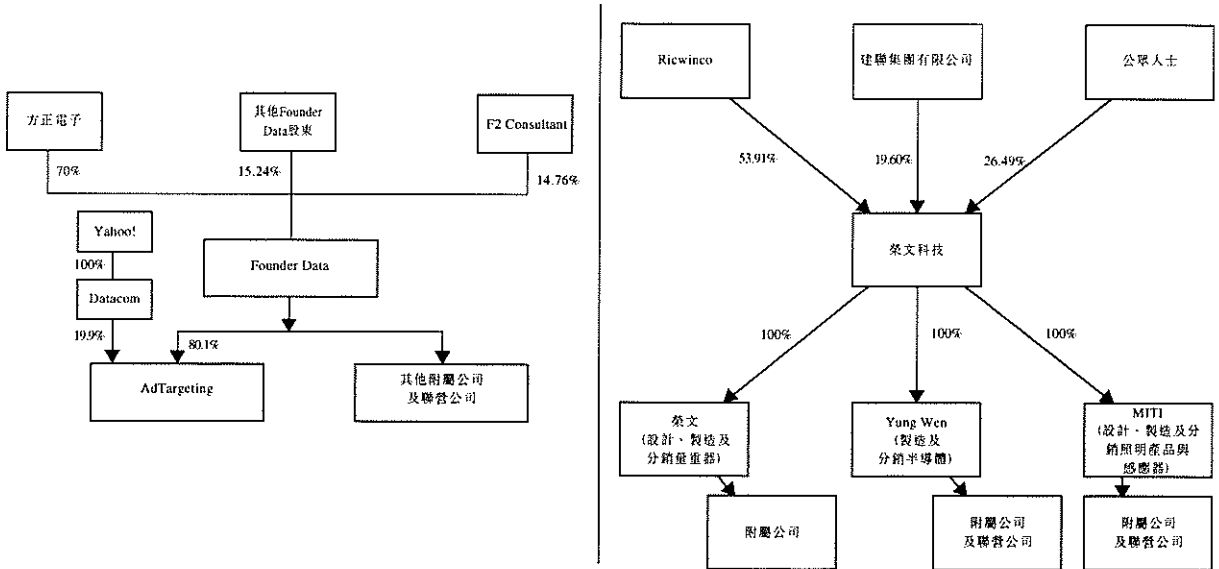 方正電子
其他Founder
Data股東
F2 Consultant
70%
15.24%
14.76%
Yahoo!
100%
Datacom
Founder Data
19.9%
80.1%
AdTargeting
其他附屬公司
及聯營公司
Ricwinco
建聯集團有限公司
公眾人士
53.91%
19.60%
26.49%
榮文科技
100%
100%
100%
榮文
(設計、製造及
分銷量重器)
Yung Wen
(製造及
分銷半導體)
MITI
(設計、製造及分
銷照明產品與
感應器)
附屬公司
附屬公司
及聯營公司
附屬公司
及聯營公司